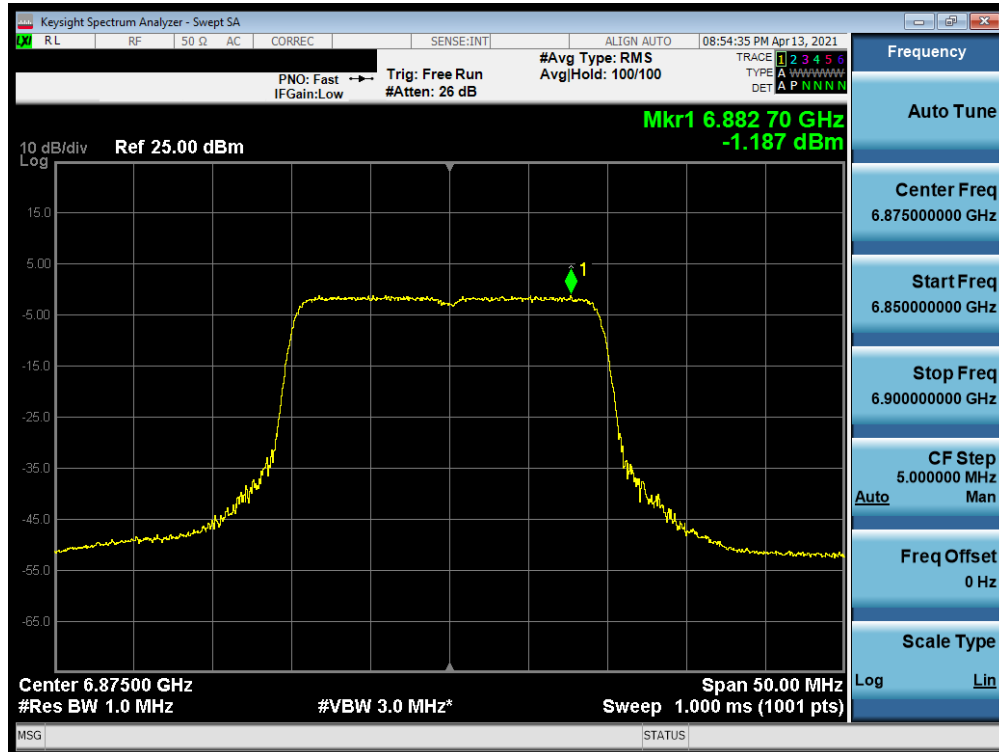 Keysight Spectrum Analyzer - Swept SA
LXI RL RF 50 Ω AC CORREC SENSE:INT ALIGN AUTO 08:54:35 PM Apr 13, 2021
PNO: Fast
IFGain:Low
Trig: Free Run
#Atten: 26 dB
#Avg Type: RMS
Avg|Hold: 100/100
TRACE 1 2 3 4 5 6
TYPE A WWWWW
DET A P N N N N
Mkr1 6.882 70 GHz
-1.187 dBm
10 dB/div Ref 25.00 dBm
Log
15.0
5.00
-5.00
-15.0
-25.0
-35.0
-45.0
-55.0
-65.0
1
Center 6.87500 GHz
#Res BW 1.0 MHz
#VBW 3.0 MHz*
Span 50.00 MHz
Sweep 1.000 ms (1001 pts)
MSG
STATUS
Frequency
Auto Tune
Center Freq
6.875000000 GHz
Start Freq
6.850000000 GHz
Stop Freq
6.900000000 GHz
CF Step
5.000000 MHz
Auto Man
Freq Offset
0 Hz
Scale Type
Log Lin